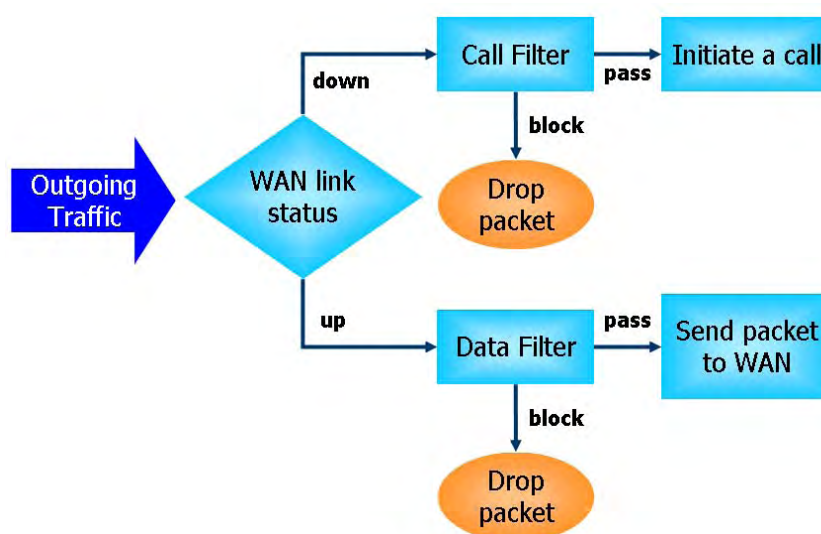 Call Filter
pass
Initiate a call
down
block
Outgoing
Traffic
WAN link
status
Drop
packet
up
Data Filter
pass
Send packet
to WAN
block
Drop
packet